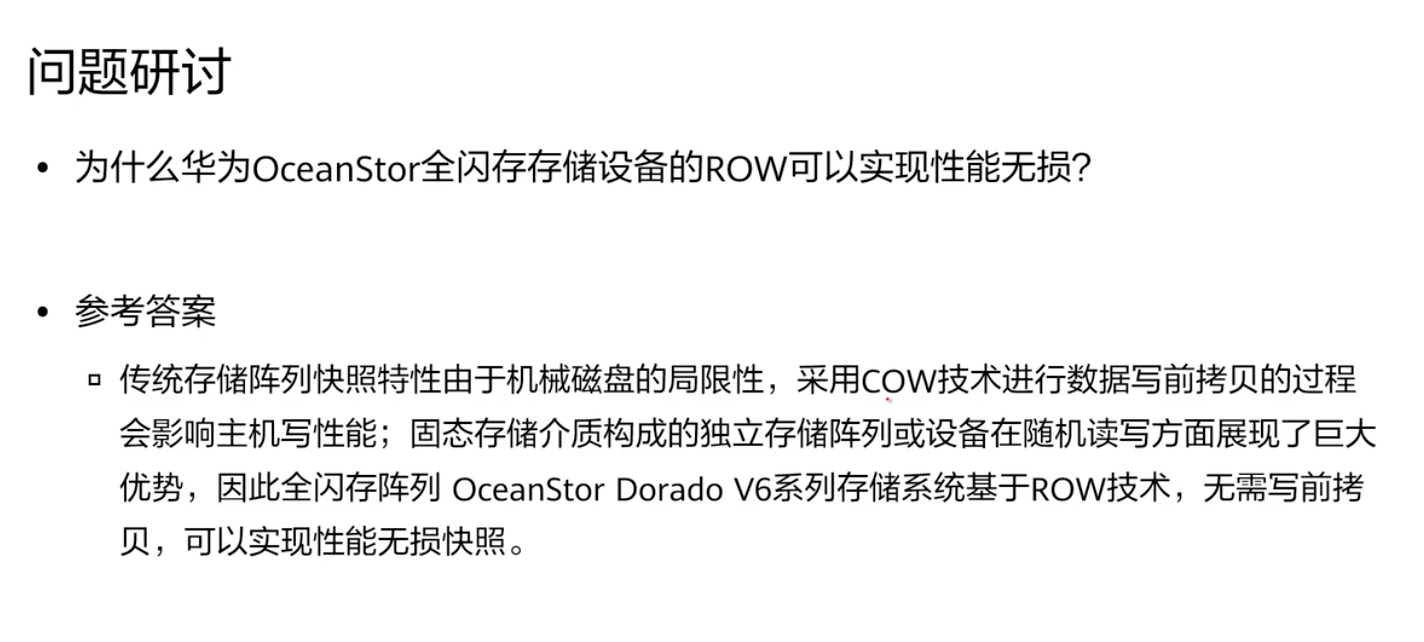 问题研讨
• 为什么华为OceanStor全闪存存储设备的ROW可以实现性能无损？
• 参考答案
▫ 传统存储阵列快照特性由于机械磁盘的局限性，采用COW技术进行数据写前拷贝的过程
会影响主机写性能；固态存储介质构成的独立存储阵列或设备在随机读写方面展现了巨大
优势，因此全闪存阵列 OceanStor Dorado V6系列存储系统基于ROW技术，无需写前拷
贝，可以实现性能无损快照。